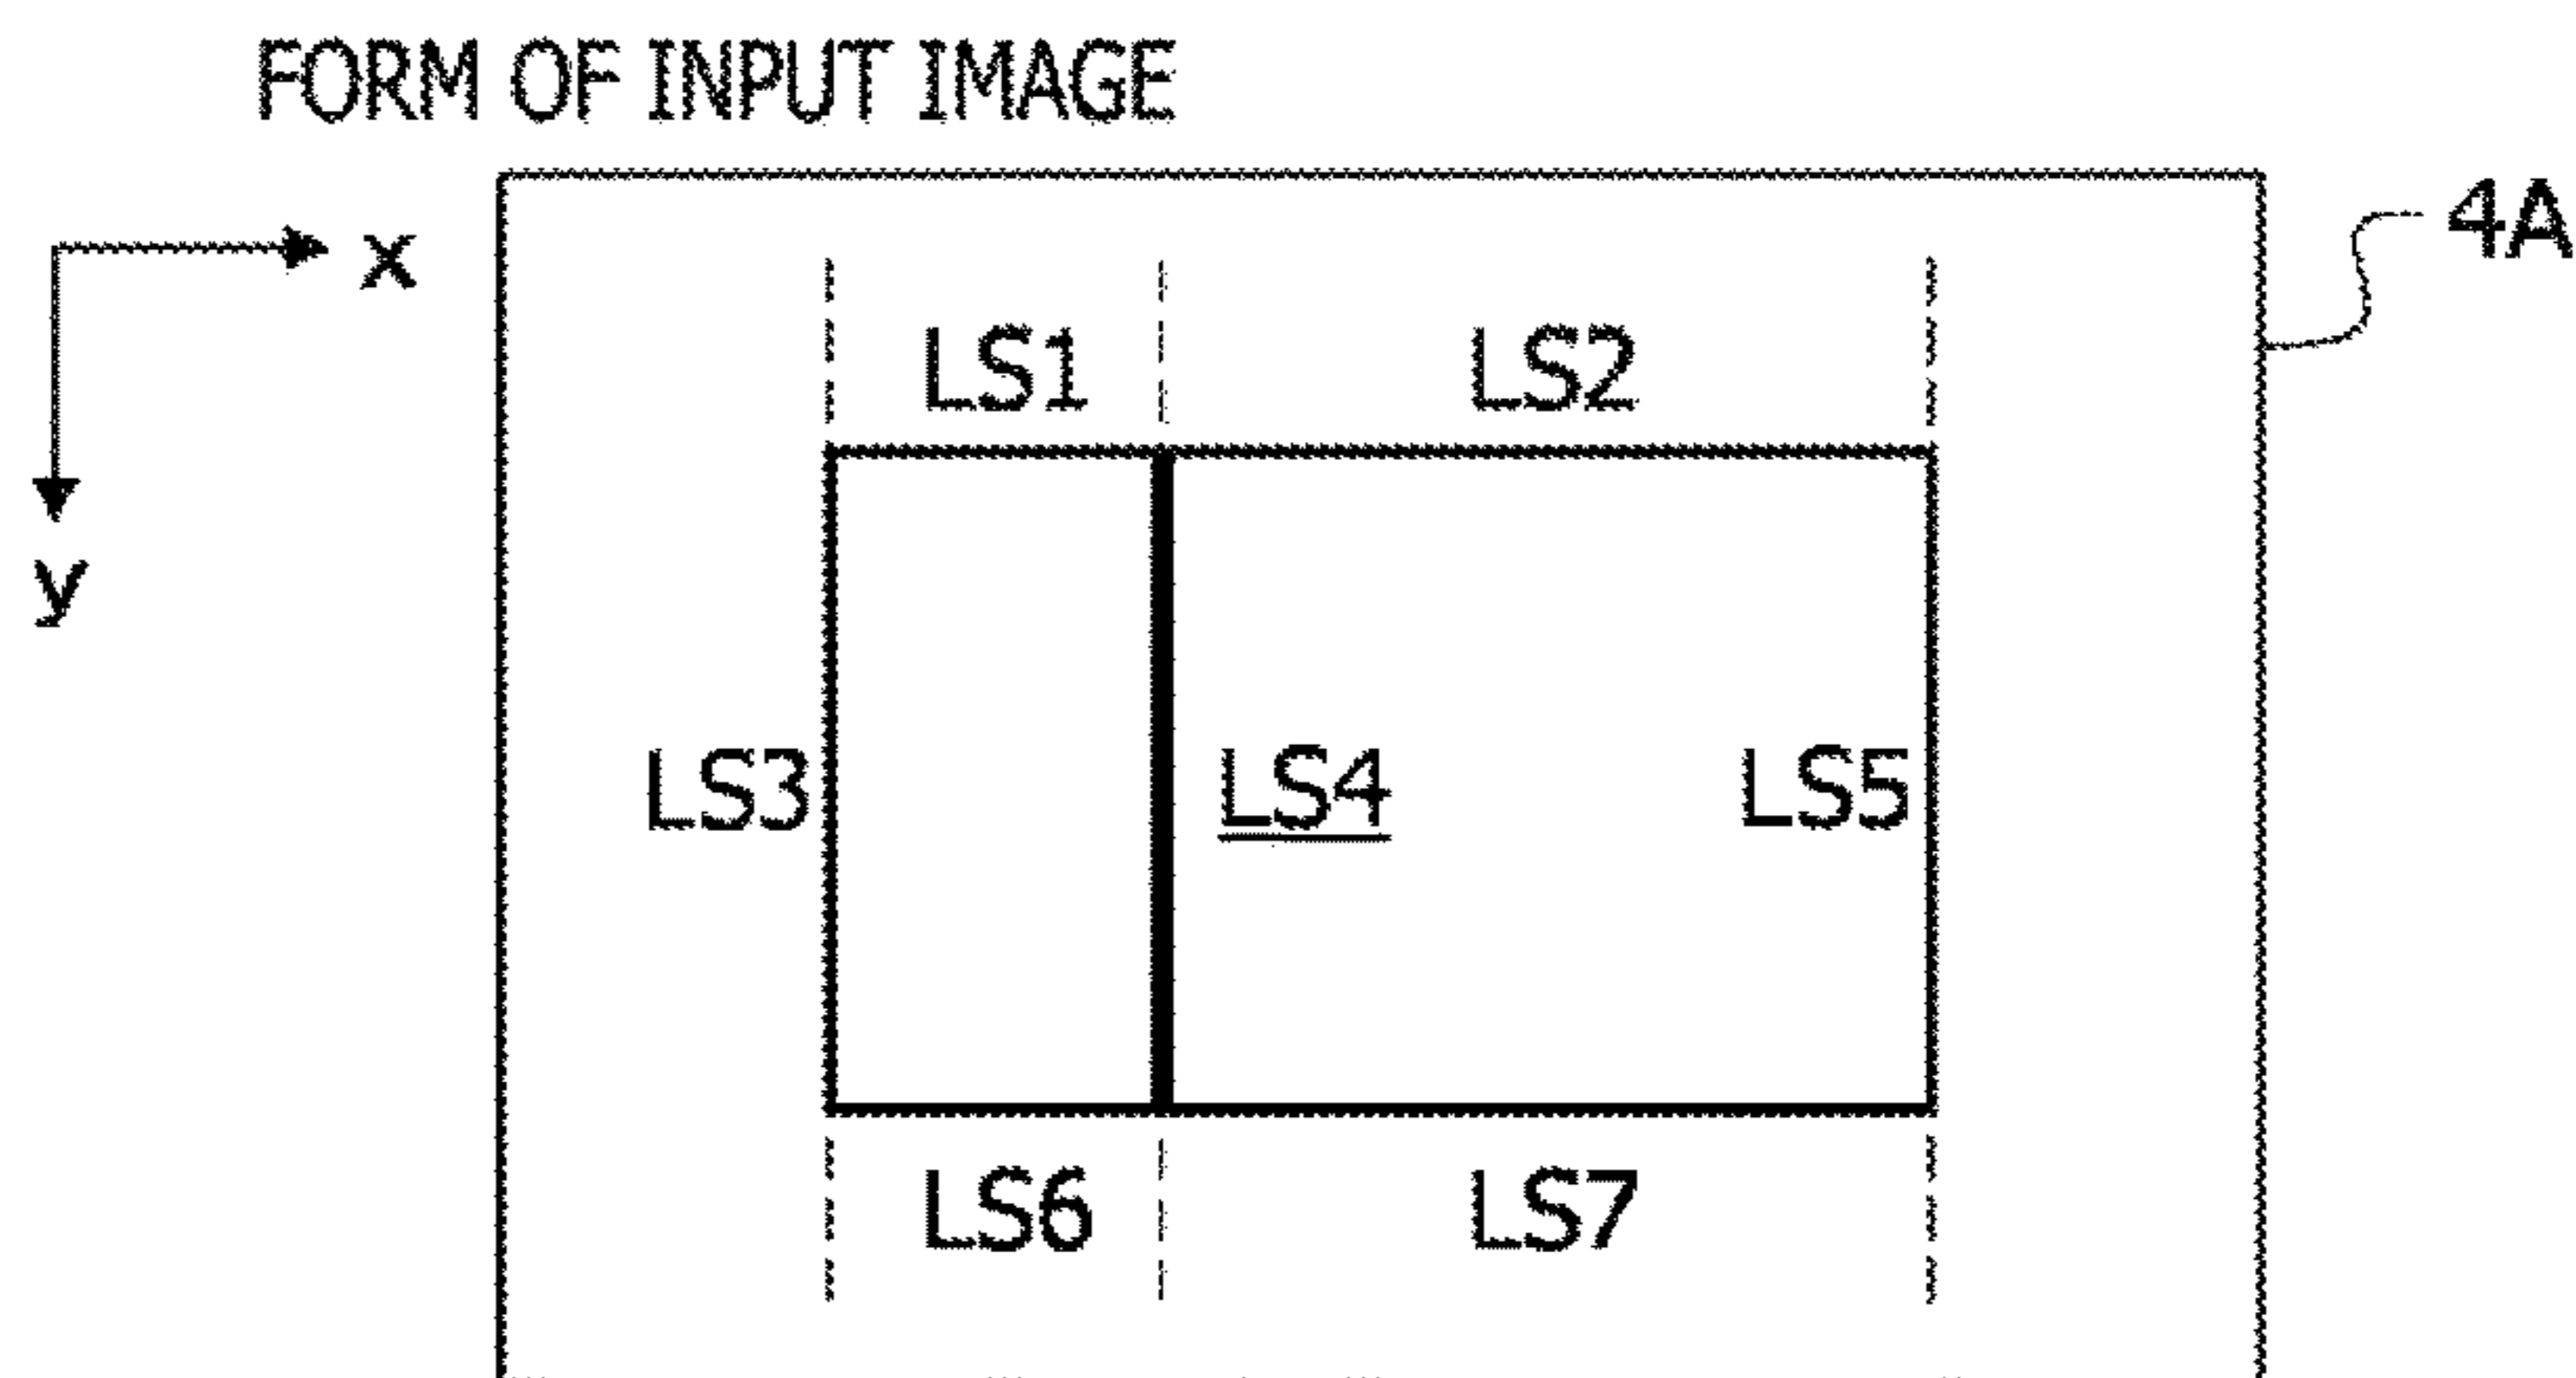 FORM OF INPUT IMAGE
4A
x
LS1 LS2
y
LS3 LS4 LS5
LS6 LS7